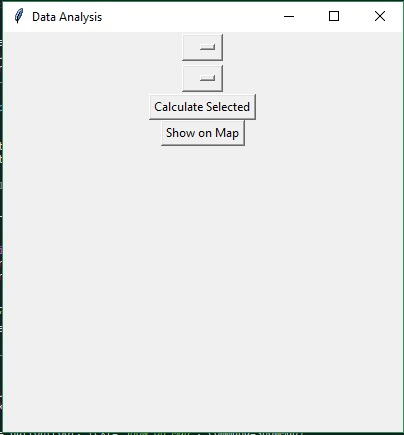 Data Analysis
Calculate Selected
Show on Map